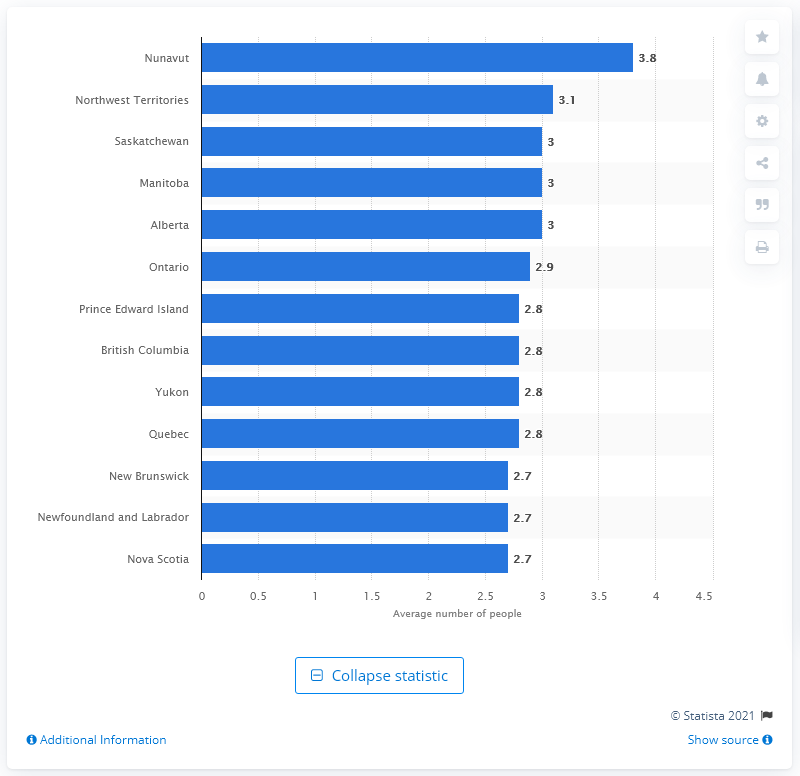 Nunavut 3.8
Northwest Territories 3.1
Saskatchewan 3
Manitoba 3
Alberta 3
Ontario 2.9
Prince Edward Island 2.8
British Columbia 2.8
Yukon 2.8
Quebec 2.8
New Brunswick 2.7
Newfoundland and Labrador 2.7
Nova Scotia 2.7
0 0.5 1 1.5 2 2.5 3 3.5 4 4.5
Average number of people
Collapse statistic
© Statista 2021
Additional Information Show source